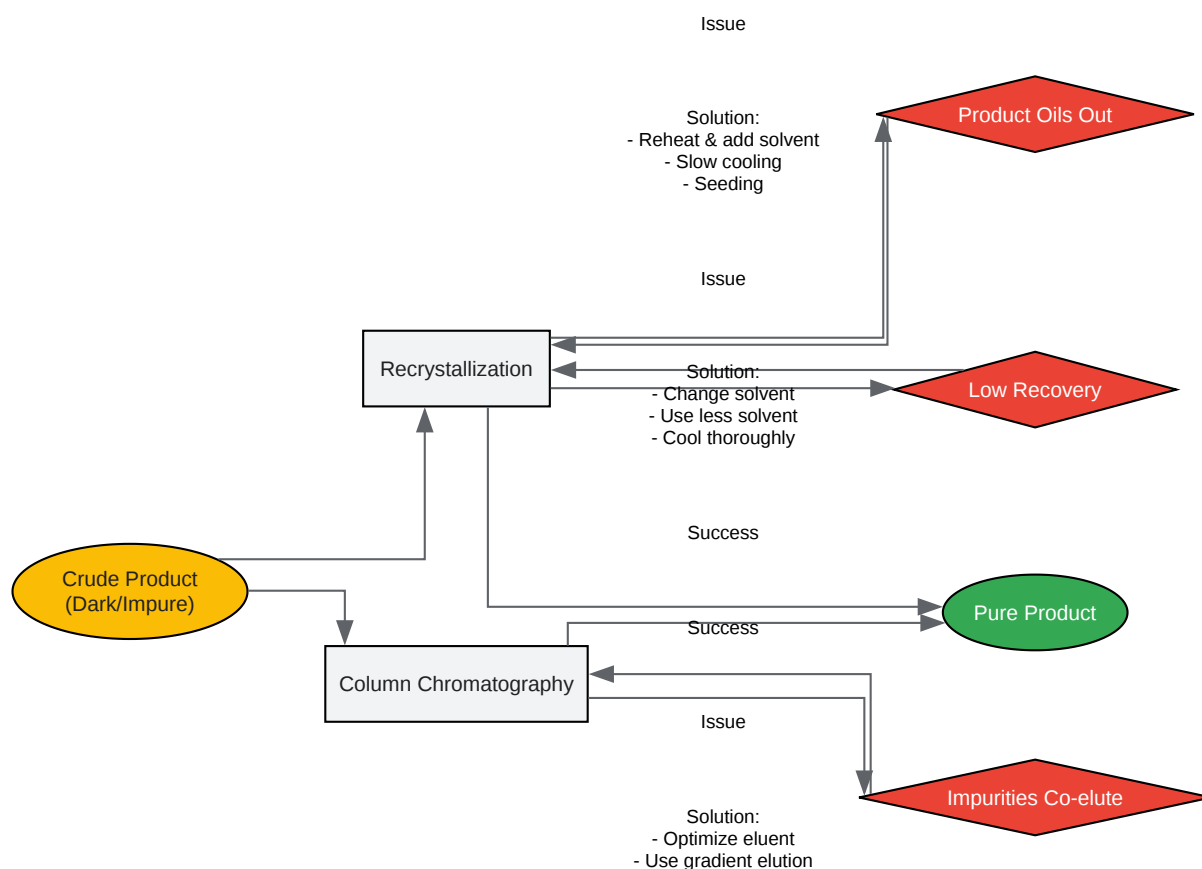 Issue
Product Oils Out
Solution:
- Reheat & add solvent
- Slow cooling
- Seeding
Issue
Recrystallization
Solution:
- Change solvent
- Use less solvent
- Cool thoroughly
Low Recovery
Success
Crude Product
(Dark/Impure)
Pure Product
Success
Column Chromatography
Issue
Impurities Co-elute
Solution:
- Optimize eluent
- Use gradient elution